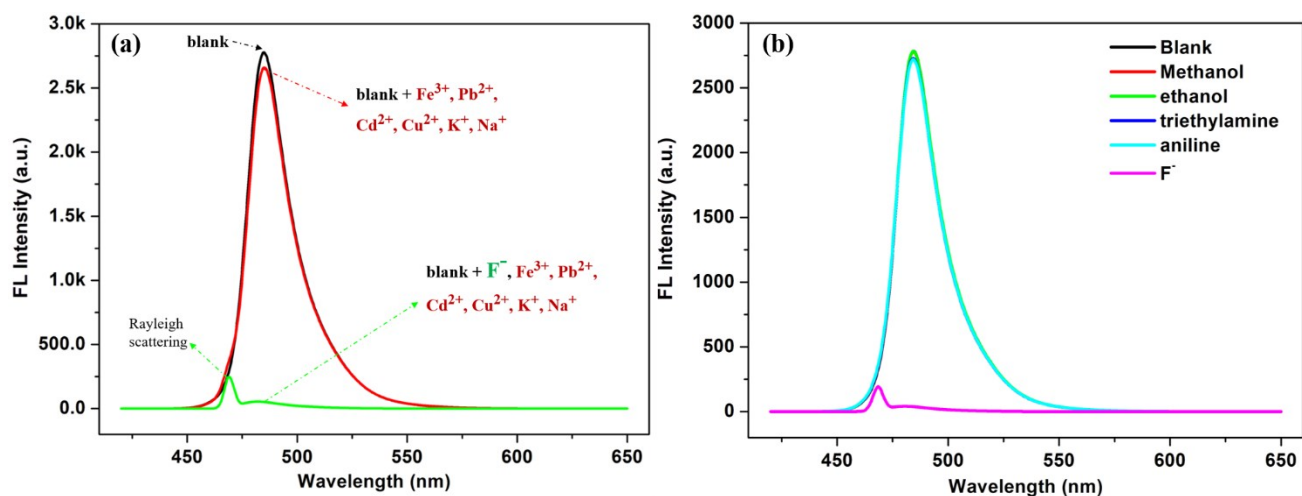 (a)
blank
blank + Fe³⁺, Pb²⁺,
Cd²⁺, Cu²⁺, K⁺, Na⁺
blank + F⁻, Fe³⁺, Pb²⁺,
Cd²⁺, Cu²⁺, K⁺, Na⁺
Rayleigh
scattering
FL Intensity (a.u.)
3.0k
2.5k
2.0k
1.5k
1.0k
500.0
0.0
450 500 550 600 650
Wavelength (nm)
(b)
Blank
Methanol
ethanol
triethylamine
aniline
F⁻
FL Intensity (a.u.)
3000
2500
2000
1500
1000
500
0
450 500 550 600 650
Wavelength (nm)